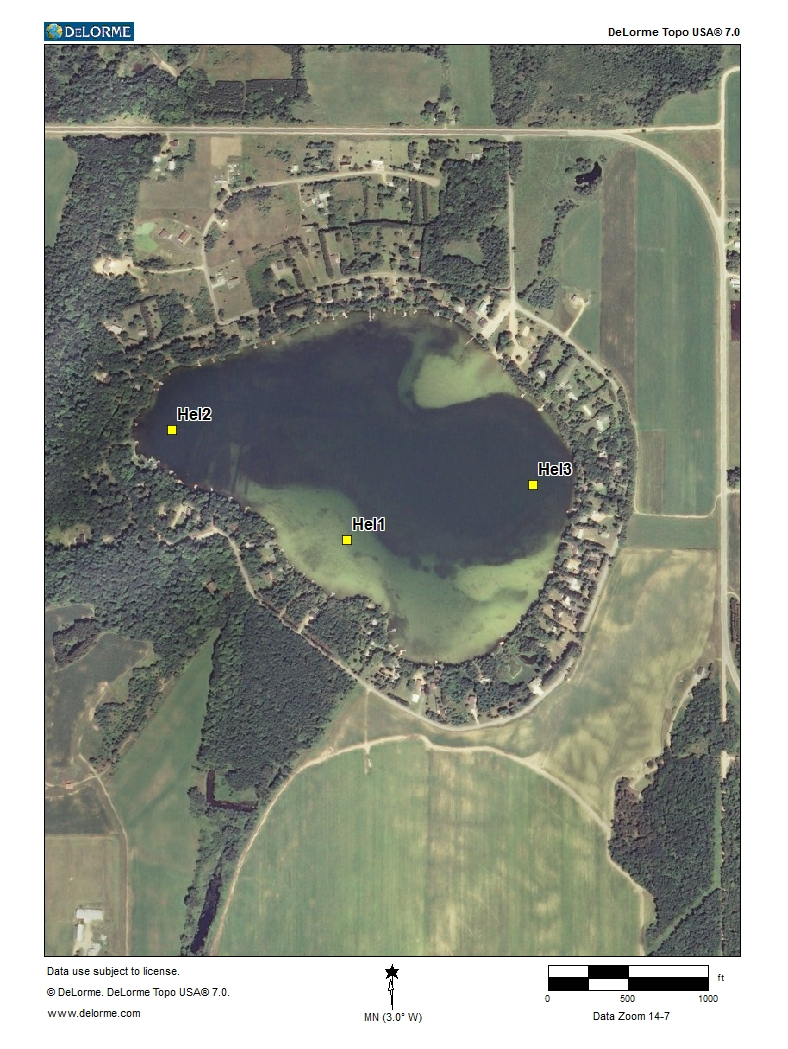 DELORME
DeLorme Topo USA® 7.0
Hel2
Hel3
Hel1
Data use subject to license.
© DeLorme. DeLorme Topo USA® 7.0.
www.delorme.com
MN (3.0° W)
ft
0 500 1000
Data Zoom 14-7